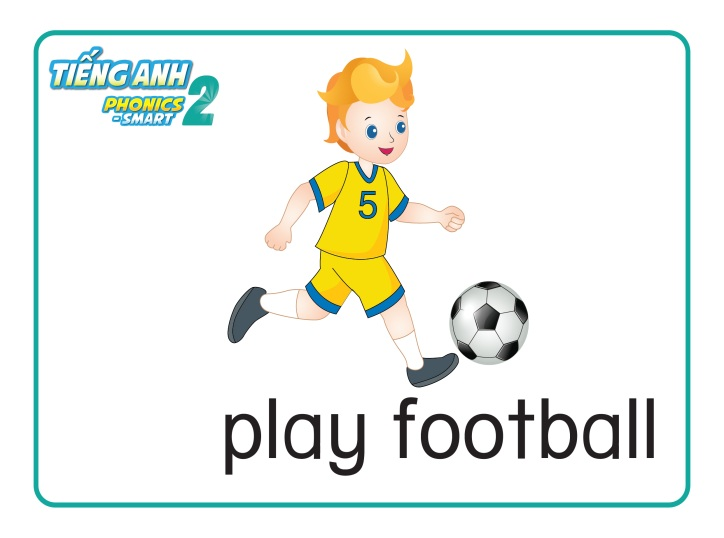 TIẾNG ANH
PHONICS
-SMART
2
5
play football